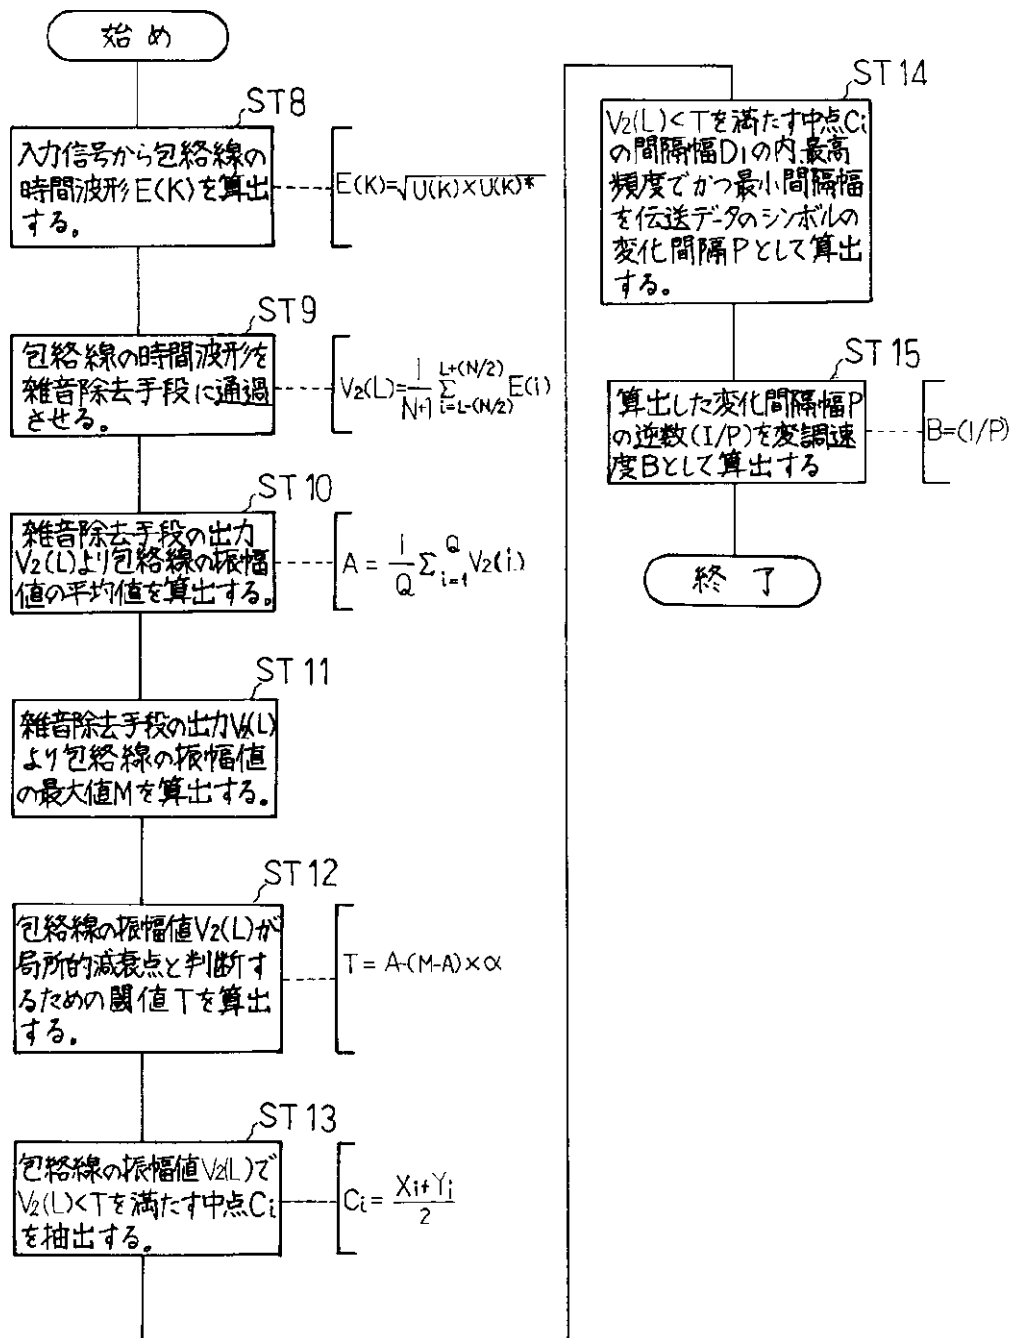 始め
ST8
入力信号から包絡線の
時間波形E(K)を算出
する。
E(K)=√U(K)×U(K)*
ST9
包絡線の時間波形を
雑音除去手段に通過
させる。
V2(L)=1/N+1 Σ i=L-(N/2) L+(N/2) E(i)
ST10
雑音除去手段の出力
V2(L)より包絡線の振幅
値の平均値を算出する。
A = 1/Q Σ i=1 Q V2(i)
ST11
雑音除去手段の出力V2(L)
より包絡線の振幅値
の最大値Mを算出する。
ST12
包絡線の振幅値V2(L)が
局所的減衰点と判断す
るための閾値Tを算出
する。
T = A-(M-A)×α
ST13
包絡線の振幅値V2(L)で
V2(L)<Tを満たす中点Ci
を抽出する。
Ci = Xi+Yi/2
ST14
V2(L)<Tを満たす中点Ci
の間隔幅D1の内,最高
頻度でかつ最小間隔幅
を伝送データのシンボルの
変化間隔Pとして算出
する。
ST15
算出した変化間隔幅P
の逆数(1/P)を変調速
度Bとして算出する
B=(1/P)
終了